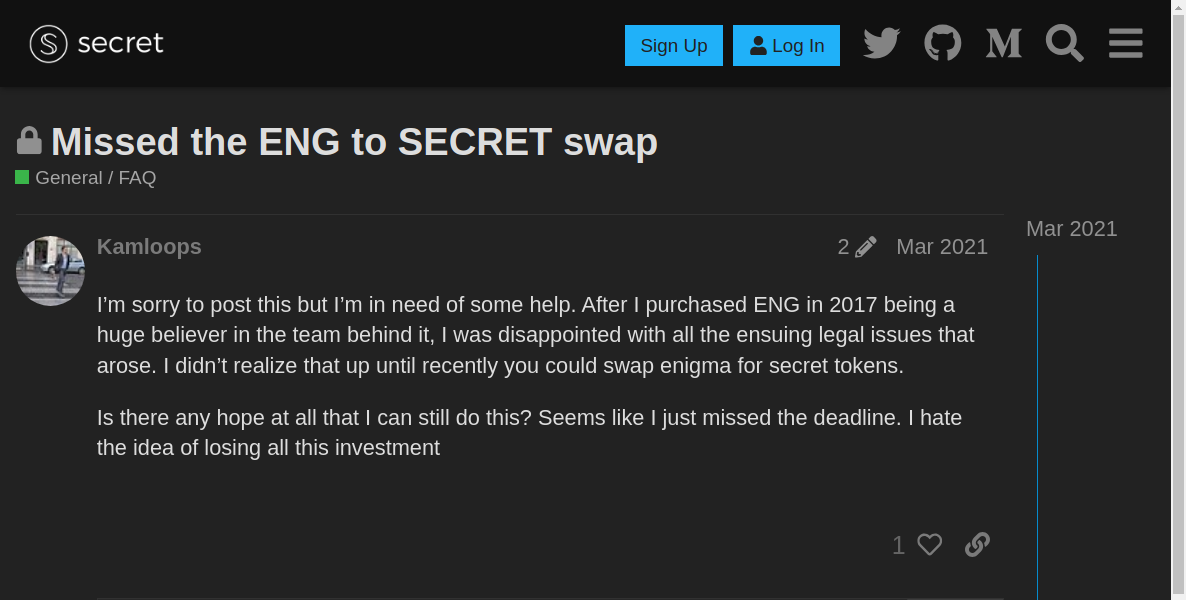 secret
Sign Up
Log In
Missed the ENG to SECRET swap
General / FAQ
Mar 2021
Kamloops
2
Mar 2021
I’m sorry to post this but I’m in need of some help. After I purchased ENG in 2017 being a
huge believer in the team behind it, I was disappointed with all the ensuing legal issues that
arose. I didn’t realize that up until recently you could swap enigma for secret tokens.
Is there any hope at all that I can still do this? Seems like I just missed the deadline. I hate
the idea of losing all this investment
1